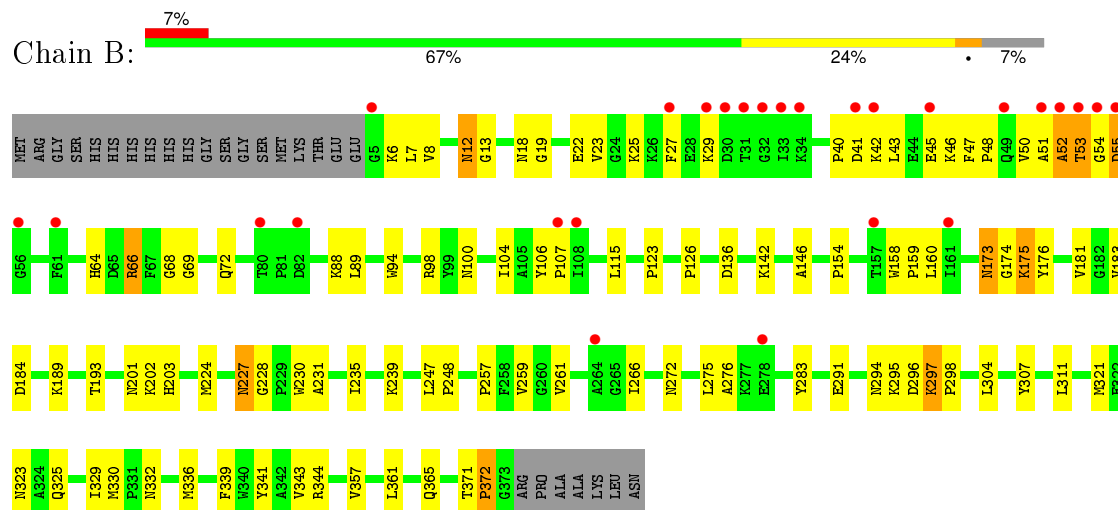 7%
Chain B:
67% 24% • 7%
MET ARG GLY SER HIS HIS HIS HIS HIS HIS GLY SER GLY SER MET LYS THR GLU GLU G5 K6 L7 V8 N12 G13 N18 G19 E22 V23 G24 K25 K26 F27 E28 K29 D30 T31 G32 I33 K34 P40 D41 K42 L43 E44 E45 K46 F47 P48 Q49 V50 A51 A52 T53 G54 D55
G56 F61 H64 D65 R66 F67 G68 G69 Q72 T80 P81 D82 K88 L89 W94 R98 Y99 N100 I104 A105 Y106 P107 I108 L115 P123 P126 D136 K142 A146 P154 T157 W158 P159 L160 I161 N173 G174 K175 Y176 V181 G182 V183
D184 K189 T193 N201 K202 H203 M224 N227 G228 P229 W230 A231 I235 K239 L247 P248 P257 F258 V259 G260 V261 A264 G265 I266 N272 L275 A276 K277 E278 Y283 E291 N294 K295 D296 K297 P298 L304 Y307 L311 M321 E322
N323 A324 Q325 I329 M330 P331 N332 M336 F339 W340 Y341 A342 V343 R344 V357 L361 Q365 T371 P372 G373 ARG PRO ALA ALA LYS LEU ASN